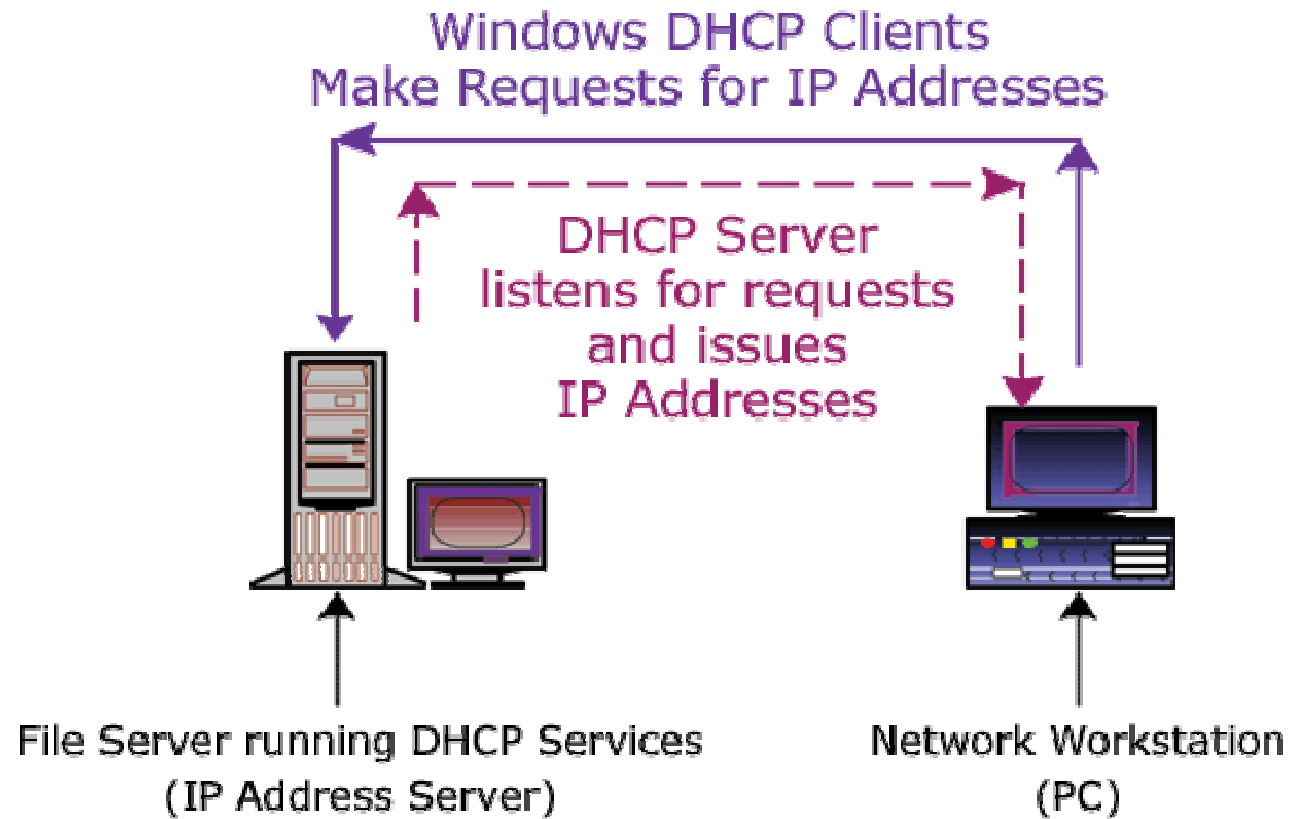 Windows DHCP Clients
Make Requests for IP Addresses
DHCP Server
listens for requests
and issues
IP Addresses
File Server running DHCP Services
(IP Address Server)
Network Workstation
(PC)